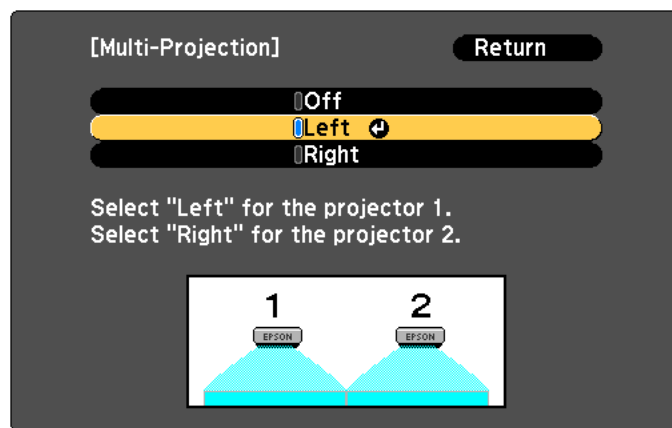 [Multi-Projection] Return
Off
Left
Right
Select "Left" for the projector 1.
Select "Right" for the projector 2.
1 2
EPSON EPSON